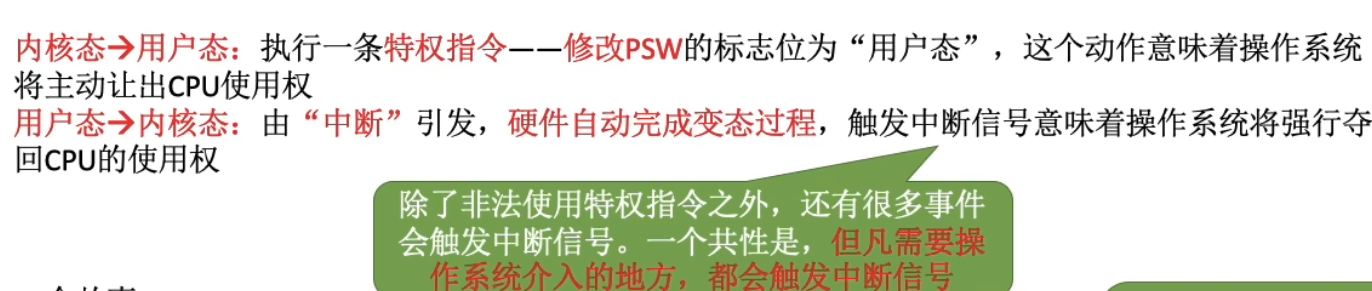 内核态→用户态：执行一条特权指令——修改PSW的标志位为“用户态”，这个动作意味着操作系统
将主动让出CPU使用权
用户态→内核态：由“中断”引发，硬件自动完成变态过程，触发中断信号意味着操作系统将强行夺
回CPU的使用权
除了非法使用特权指令之外，还有很多事件
会触发中断信号。一个共性是，但凡需要操
作系统介入的地方，都会触发中断信号